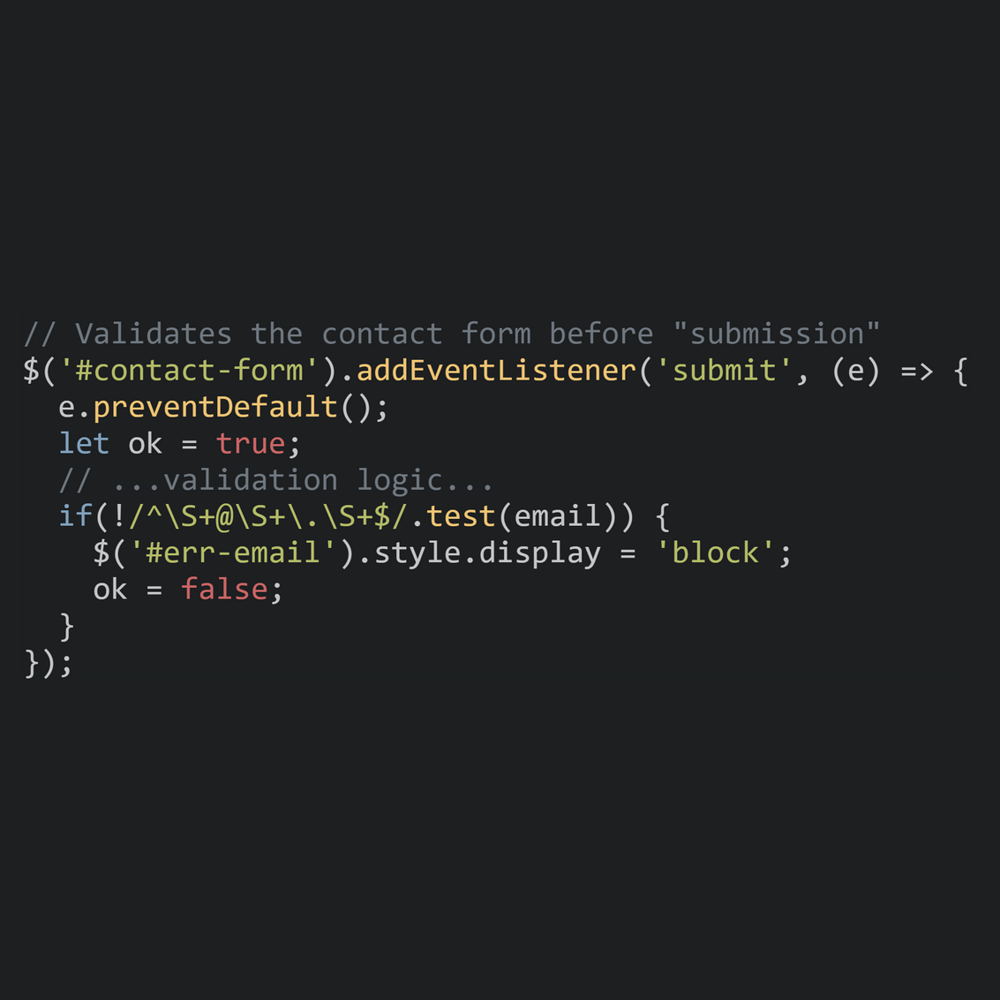 // Validates the contact form before "submission"
$('#contact-form').addEventListener('submit', (e) => {
  e.preventDefault();
  let ok = true;
  // ...validation logic...
  if(!/^\S+@\S+\.\S+$/.test(email)) {
    $('#err-email').style.display = 'block';
    ok = false;
  }
});